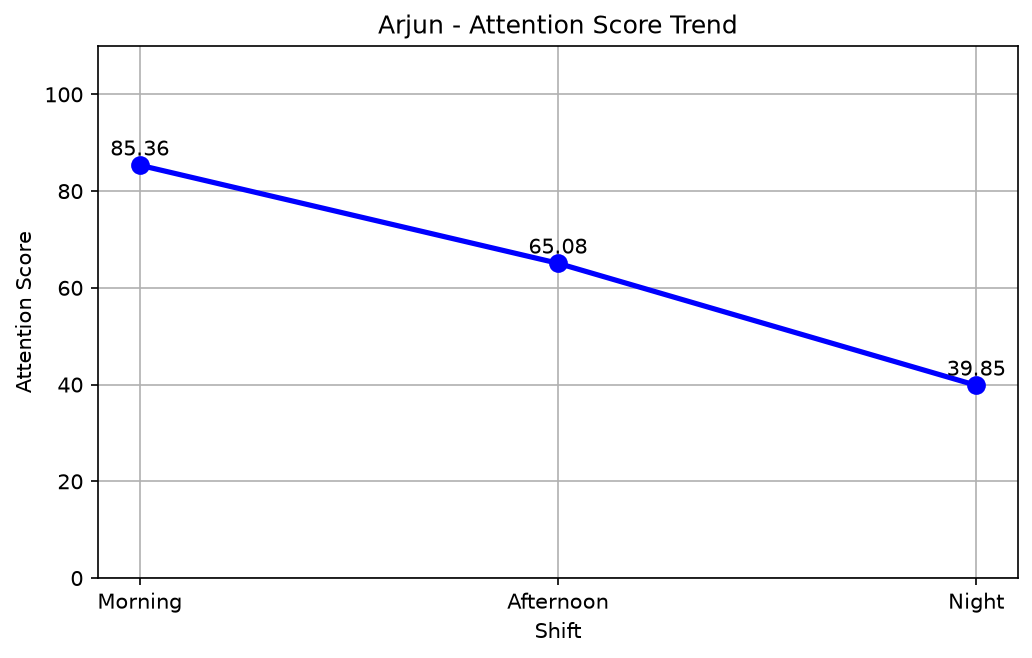 Arjun - Attention Score Trend
Attention Score
100
80
60
40
20
0
85.36
65.08
39.85
Morning
Afternoon
Night
Shift